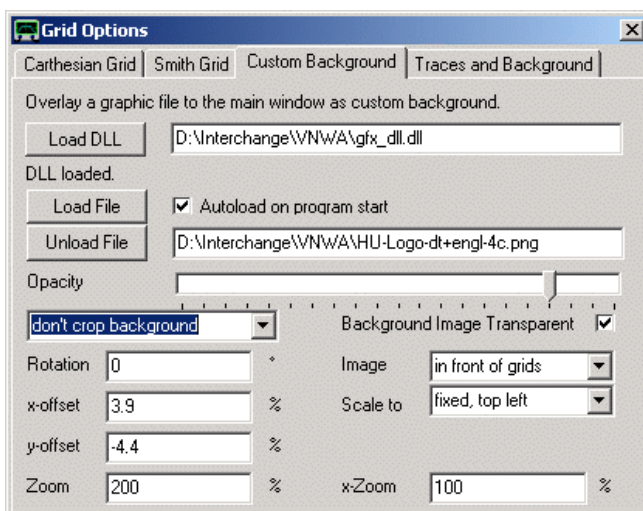 Grid Options
Carthesian Grid Smith Grid Custom Background Traces and Background
Overlay a graphic file to the main window as custom background.
Load DLL D:\Interchange\VNWA\gfx_dll.dll
DLL loaded.
Load File Autoload on program start
Unload File D:\Interchange\VNWA\HU-Logo-dt+engl-4c.png
Opacity
don't crop background Background Image Transparent
Rotation 0 ° Image in front of grids
x-offset 3.9 % Scale to fixed, top left
y-offset -4.4 %
Zoom 200 % x-Zoom 100 %